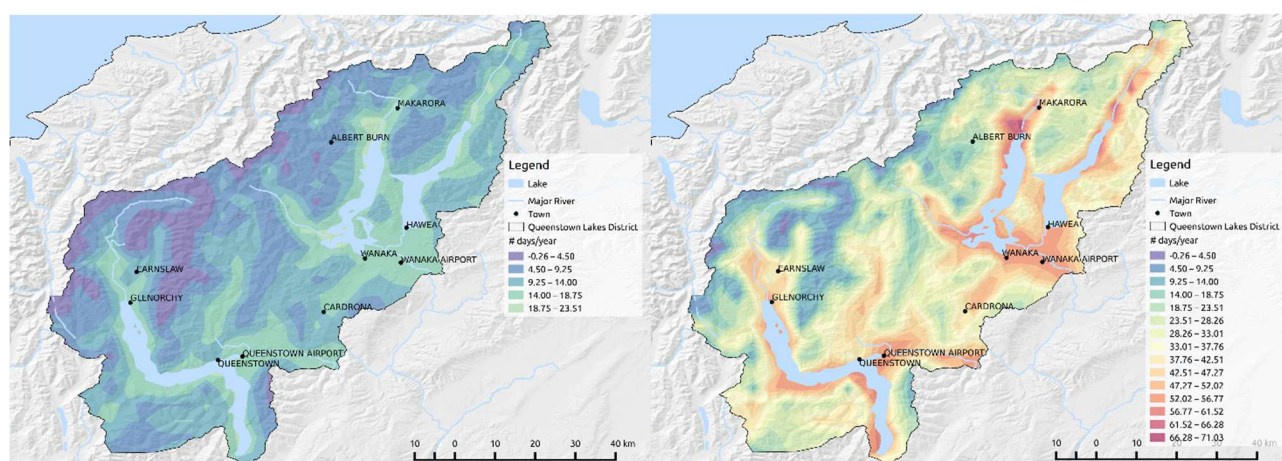 MAKARORA
ALBERT BURN
HAWEA
WANAKA
WANAKA AIRPORT
EARNSLAW
GLENORCHY
CARDRONA
QUEENSTOWN AIRPORT
QUEENSTOWN
Legend
Lake
Major River
Town
Queenstown Lakes District
# days/year
-0.26 – 4.50
4.50 – 9.25
9.25 – 14.00
14.00 – 18.75
18.75 – 23.51
10 0 10 20 30 40 km
MAKARORA
ALBERT BURN
HAWEA
WANAKA
WANAKA AIRPORT
EARNSLAW
GLENORCHY
CARDRONA
QUEENSTOWN AIRPORT
QUEENSTOWN
Legend
Lake
Major River
Town
Queenstown Lakes District
# days/year
-0.26 – 4.50
4.50 – 9.25
9.25 – 14.00
14.00 – 18.75
18.75 – 23.51
23.51 – 28.26
28.26 – 33.01
33.01 – 37.76
37.76 – 42.51
42.51 – 47.27
47.27 – 52.02
52.02 – 56.77
56.77 – 61.52
61.52 – 66.28
66.28 – 71.03
10 0 10 20 30 40 km